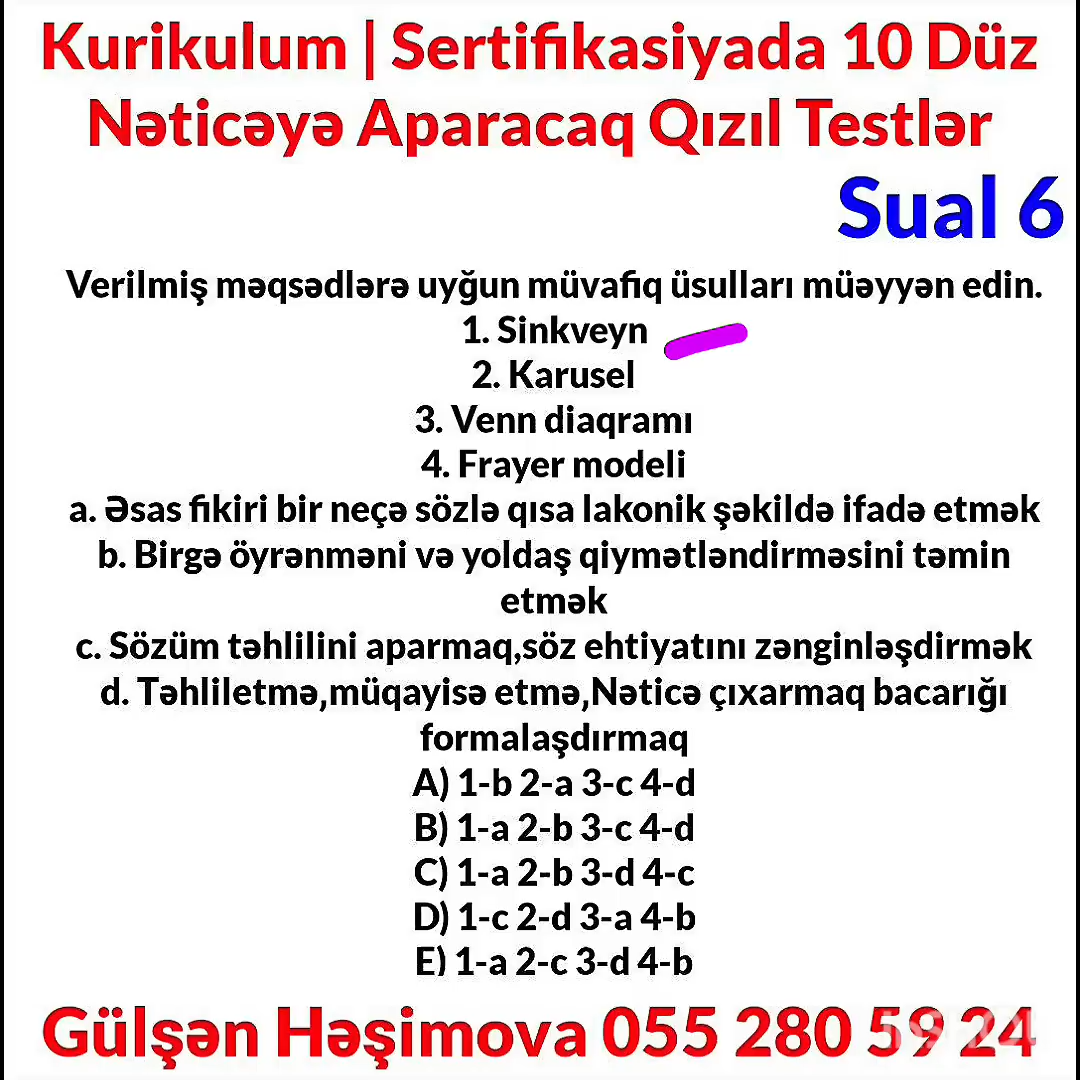 Kurikulum | Sertifikasiyada 10 Düz
Nəticəyə Aparacaq Qızıl Testlər
Sual 6
Verilmiş məqsədlərə uyğun müvafiq üsulları müəyyən edin.
1. Sinkveyn
2. Karusel
3. Venn diaqramı
4. Frayer modeli
a. Əsas fikiri bir neçə sözlə qısa lakonik şəkildə ifadə etmək
b. Birgə öyrənməni və yoldaş qiymətləndirməsini təmin
etmək
c. Sözüm təhlilini aparmaq,söz ehtiyatını zənginləşdirmək
d. Təhliletmə,müqayisə etmə,Nəticə çıxarmaq bacarığı
formalaşdırmaq
A) 1-b 2-a 3-c 4-d
B) 1-a 2-b 3-c 4-d
C) 1-a 2-b 3-d 4-c
D) 1-c 2-d 3-a 4-b
E) 1-a 2-c 3-d 4-b
Gülşən Həşimova 055 280 59 24